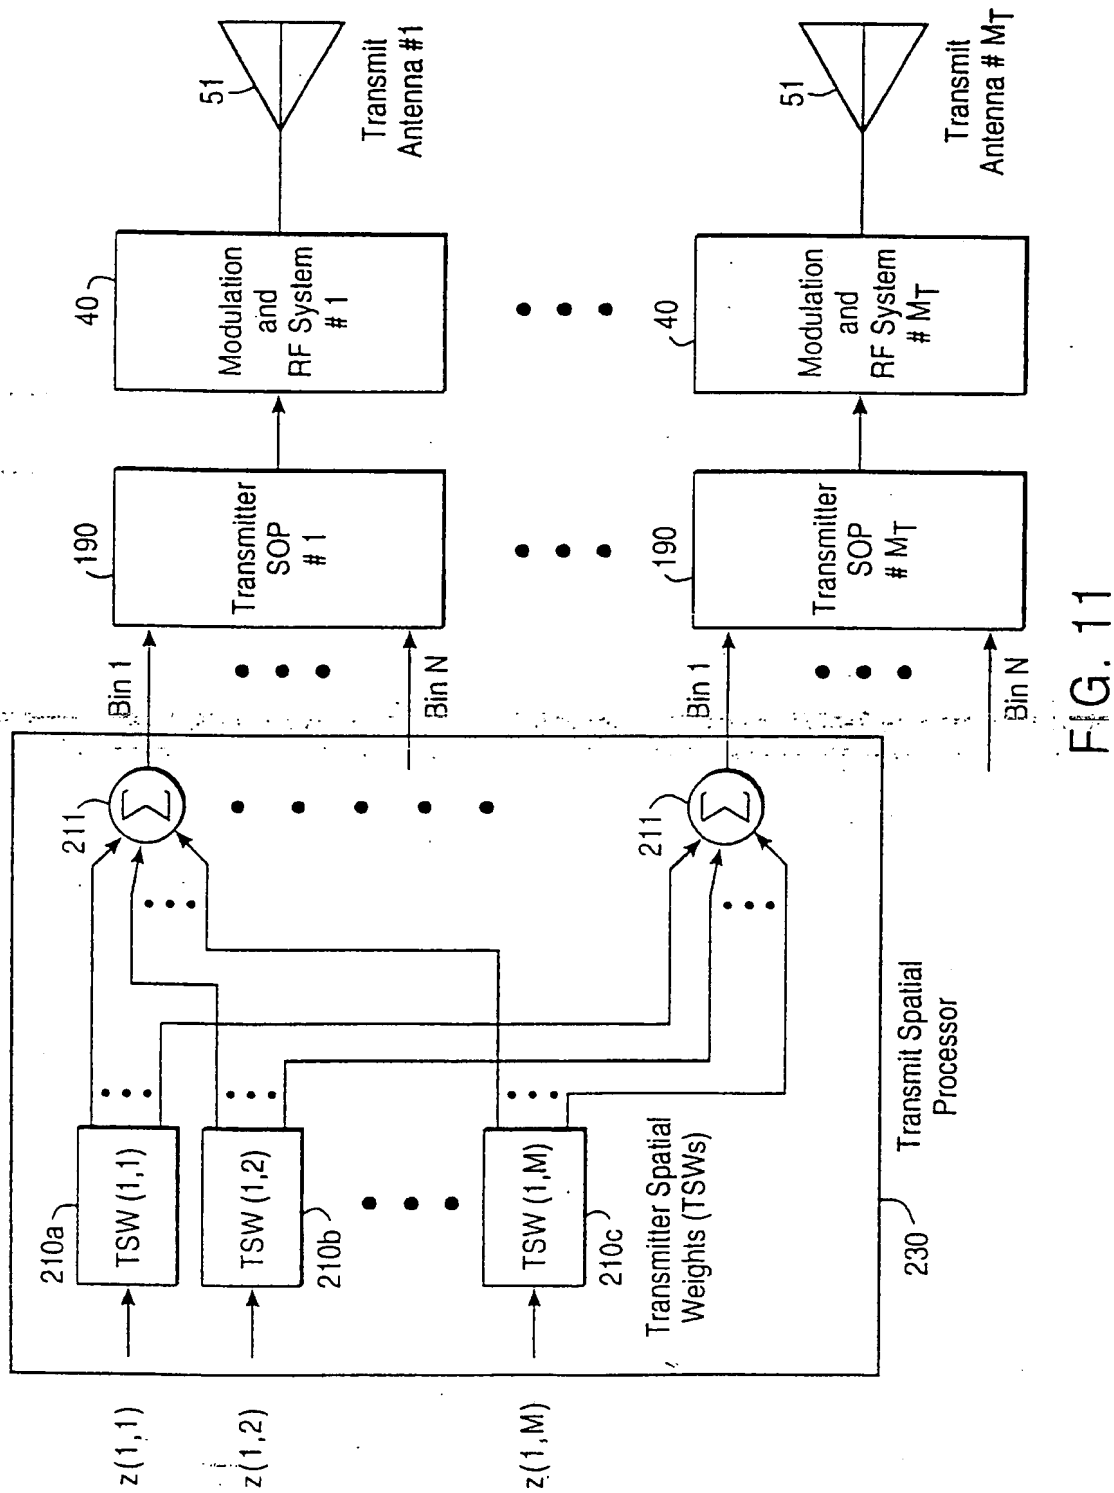 z(1,1)
z(1,2)
z(1,M)
210a
TSW (1,1)
TSW (1,2)
210b
TSW (1,M)
210c
Transmitter Spatial
Weights (TSWs)
230
Transmit Spatial
Processor
211
Σ
211
Σ
Bin 1
Bin N
Bin 1
Bin N
190
Transmitter
SOP
# 1
190
Transmitter
SOP
# MT
40
Modulation
and
RF System
# 1
40
Modulation
and
RF System
# MT
51
Transmit
Antenna #1
51
Transmit
Antenna # MT
FIG. 11